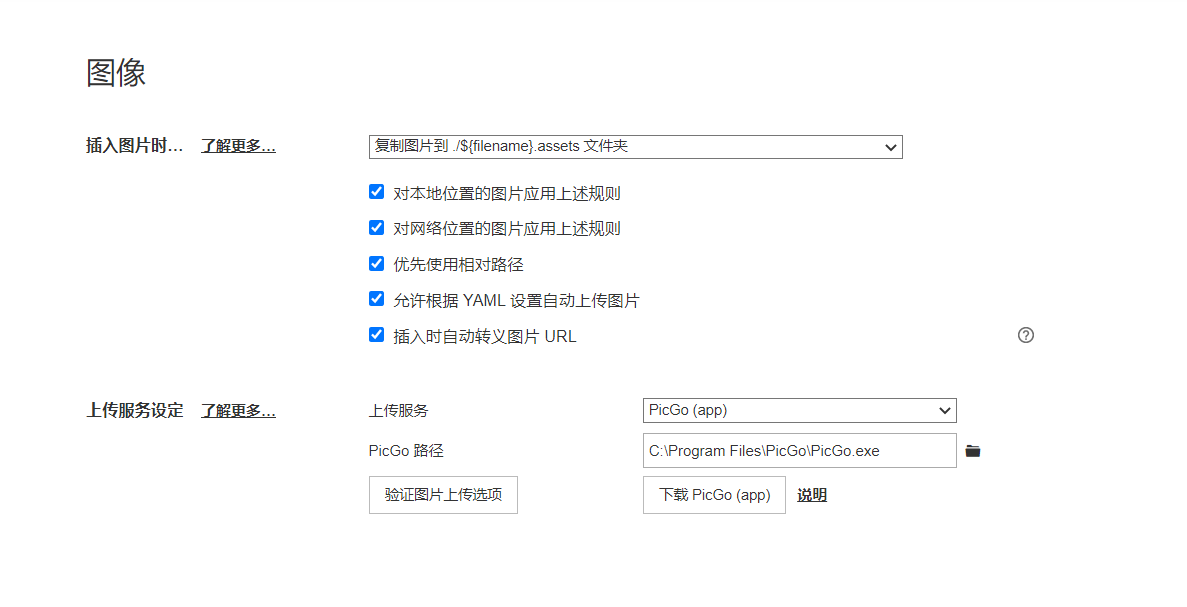 图像
插入图片时... 了解更多... 复制图片到 ./${filename}.assets 文件夹
对本地位置的图片应用上述规则
对网络位置的图片应用上述规则
优先使用相对路径
允许根据 YAML 设置自动上传图片
插入时自动转义图片 URL ?
上传服务设定 了解更多... 上传服务 PicGo (app)
PicGo 路径 C:\Program Files\PicGo\PicGo.exe
验证图片上传选项 下载 PicGo (app) 说明